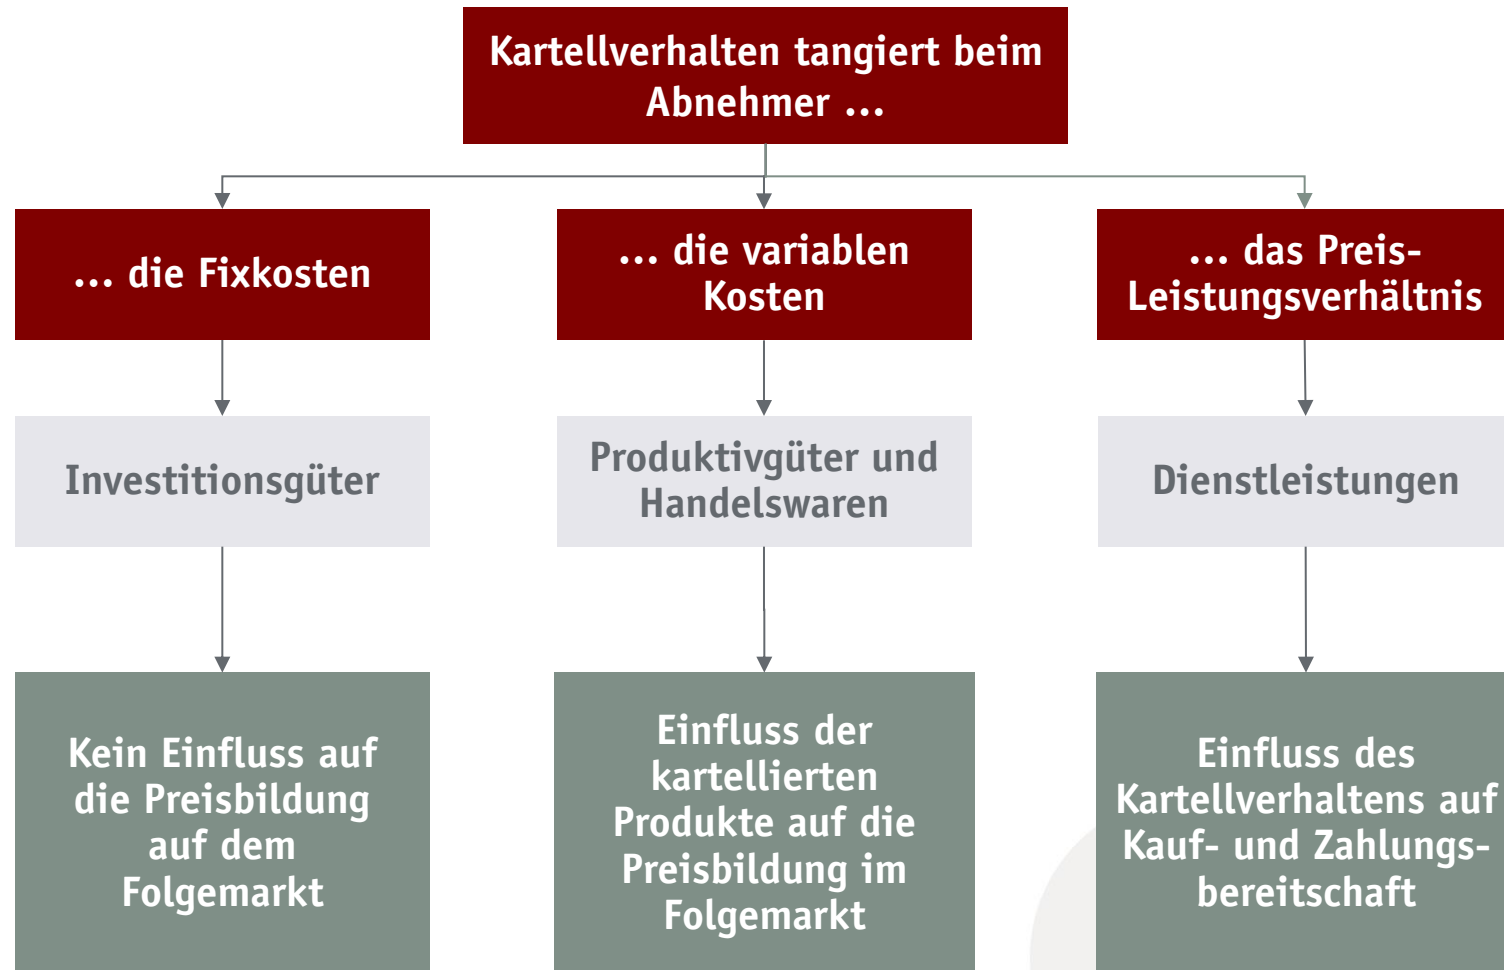 Kartellverhalten tangiert beim
Abnehmer ...
... die Fixkosten
... die variablen
Kosten
... das Preis-
Leistungsverhältnis
Investitionsgüter
Produktivgüter und
Handelswaren
Dienstleistungen
Kein Einfluss auf
die Preisbildung
auf dem
Folgemarkt
Einfluss der
kartellierten
Produkte auf die
Preisbildung im
Folgemarkt
Einfluss des
Kartellverhaltens auf
Kauf- und Zahlungs-
bereitschaft